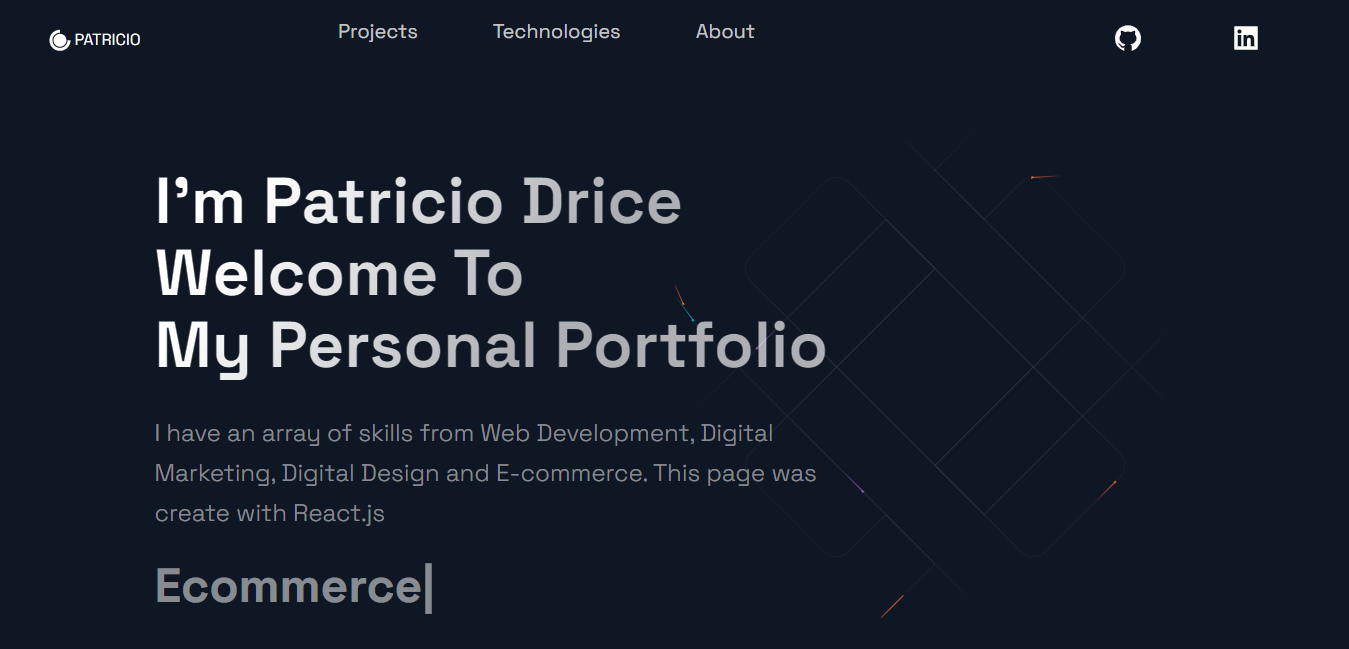 PATRICIO
Projects
Technologies
About
I’m Patricio Drice
Welcome To
My Personal Portfolio
I have an array of skills from Web Development, Digital
Marketing, Digital Design and E-commerce. This page was
create with React.js
Ecommerce|